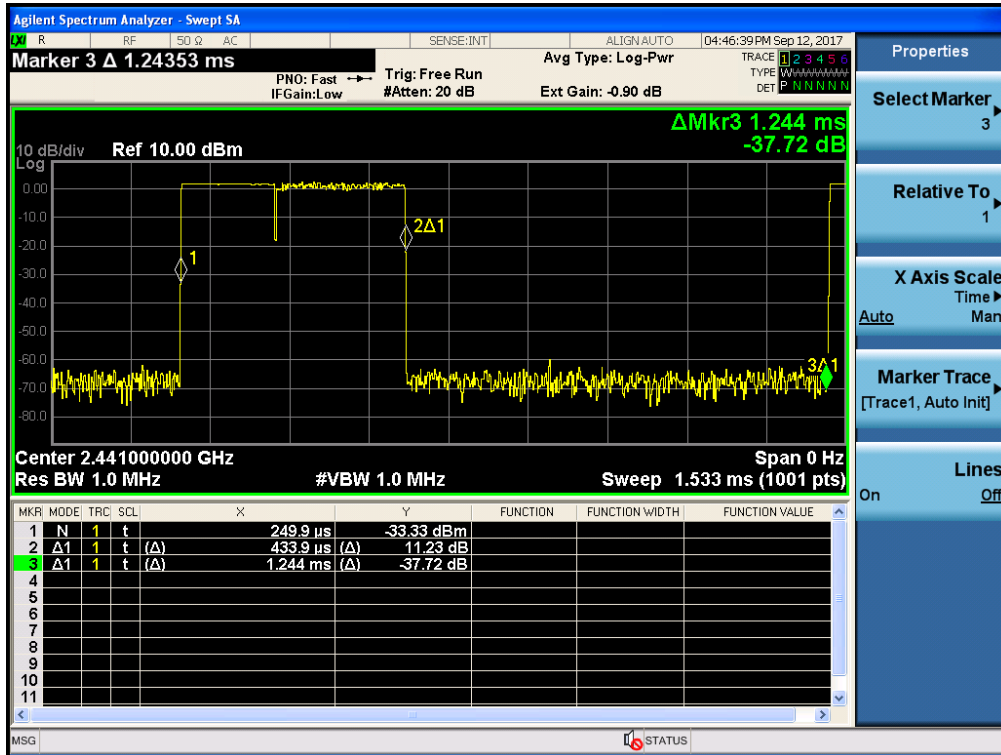 Agilent Spectrum Analyzer - Swept SA
LXI R RF 50 Ω AC SENSE:INT ALIGN AUTO 04:46:39 PM Sep 12, 2017
Marker 3 Δ 1.24353 ms
PNO: Fast
IFGain:Low
Trig: Free Run
#Atten: 20 dB
Avg Type: Log-Pwr
Ext Gain: -0.90 dB
TRACE 1 2 3 4 5 6
TYPE WWWWWW
DET P N N N N N
ΔMkr3 1.244 ms
-37.72 dB
10 dB/div Ref 10.00 dBm
Log
0.00
-10.0
-20.0
-30.0
-40.0
-50.0
-60.0
-70.0
-80.0
1
2Δ1
3Δ1
Center 2.441000000 GHz Span 0 Hz
Res BW 1.0 MHz #VBW 1.0 MHz Sweep 1.533 ms (1001 pts)
MKR MODE TRC SCL X Y FUNCTION FUNCTION WIDTH FUNCTION VALUE
1 N 1 t 249.9 µs -33.33 dBm
2 Δ1 1 t (Δ) 433.9 µs (Δ) 11.23 dB
3 Δ1 1 t (Δ) 1.244 ms (Δ) -37.72 dB
4
5
6
7
8
9
10
11
MSG STATUS
Properties
Select Marker
3
Relative To
1
X Axis Scale
Time
Auto Man
Marker Trace
[Trace1, Auto Init]
Lines
On Off